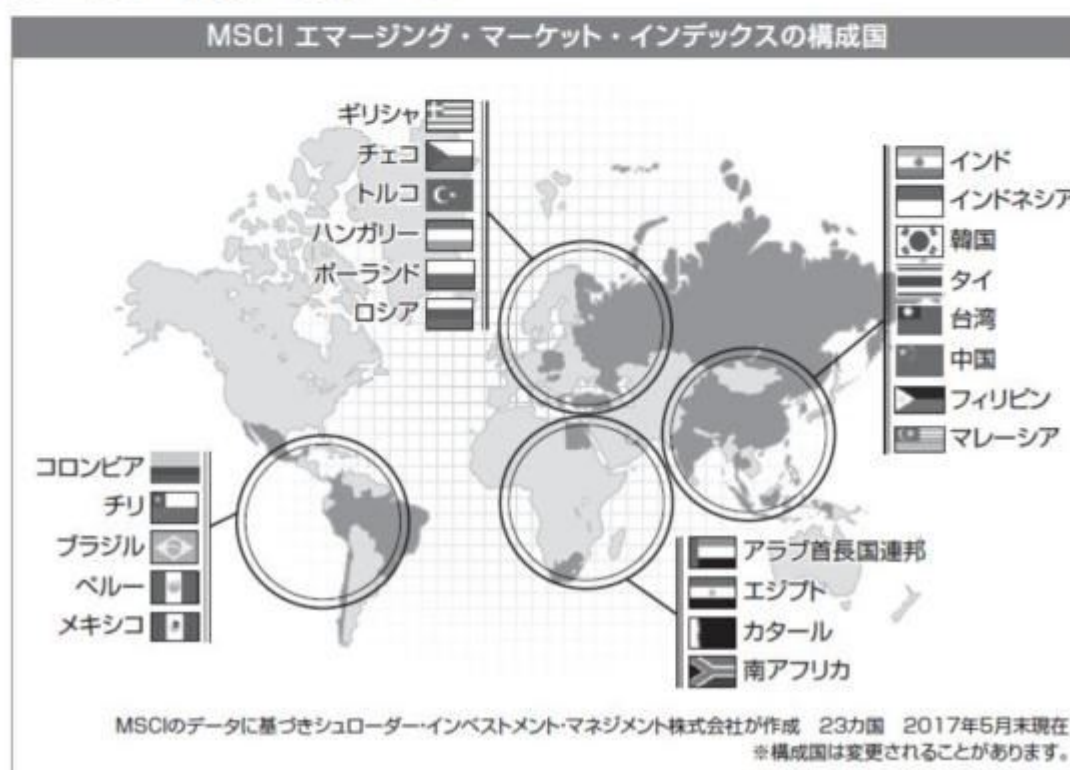 MSCI エマージング・マーケット・インデックスの構成国
ギリシャ
チェコ
トルコ
ハンガリー
ポーランド
ロシア
インド
インドネシア
韓国
タイ
台湾
中国
フィリピン
マレーシア
コロンビア
チリ
ブラジル
ペルー
メキシコ
アラブ首長国連邦
エジプト
カタール
南アフリカ
MSCIのデータに基づきシュローダー・インベストメント・マネジメント株式会社が作成 23カ国 2017年5月末現在
※構成国は変更されることがあります。